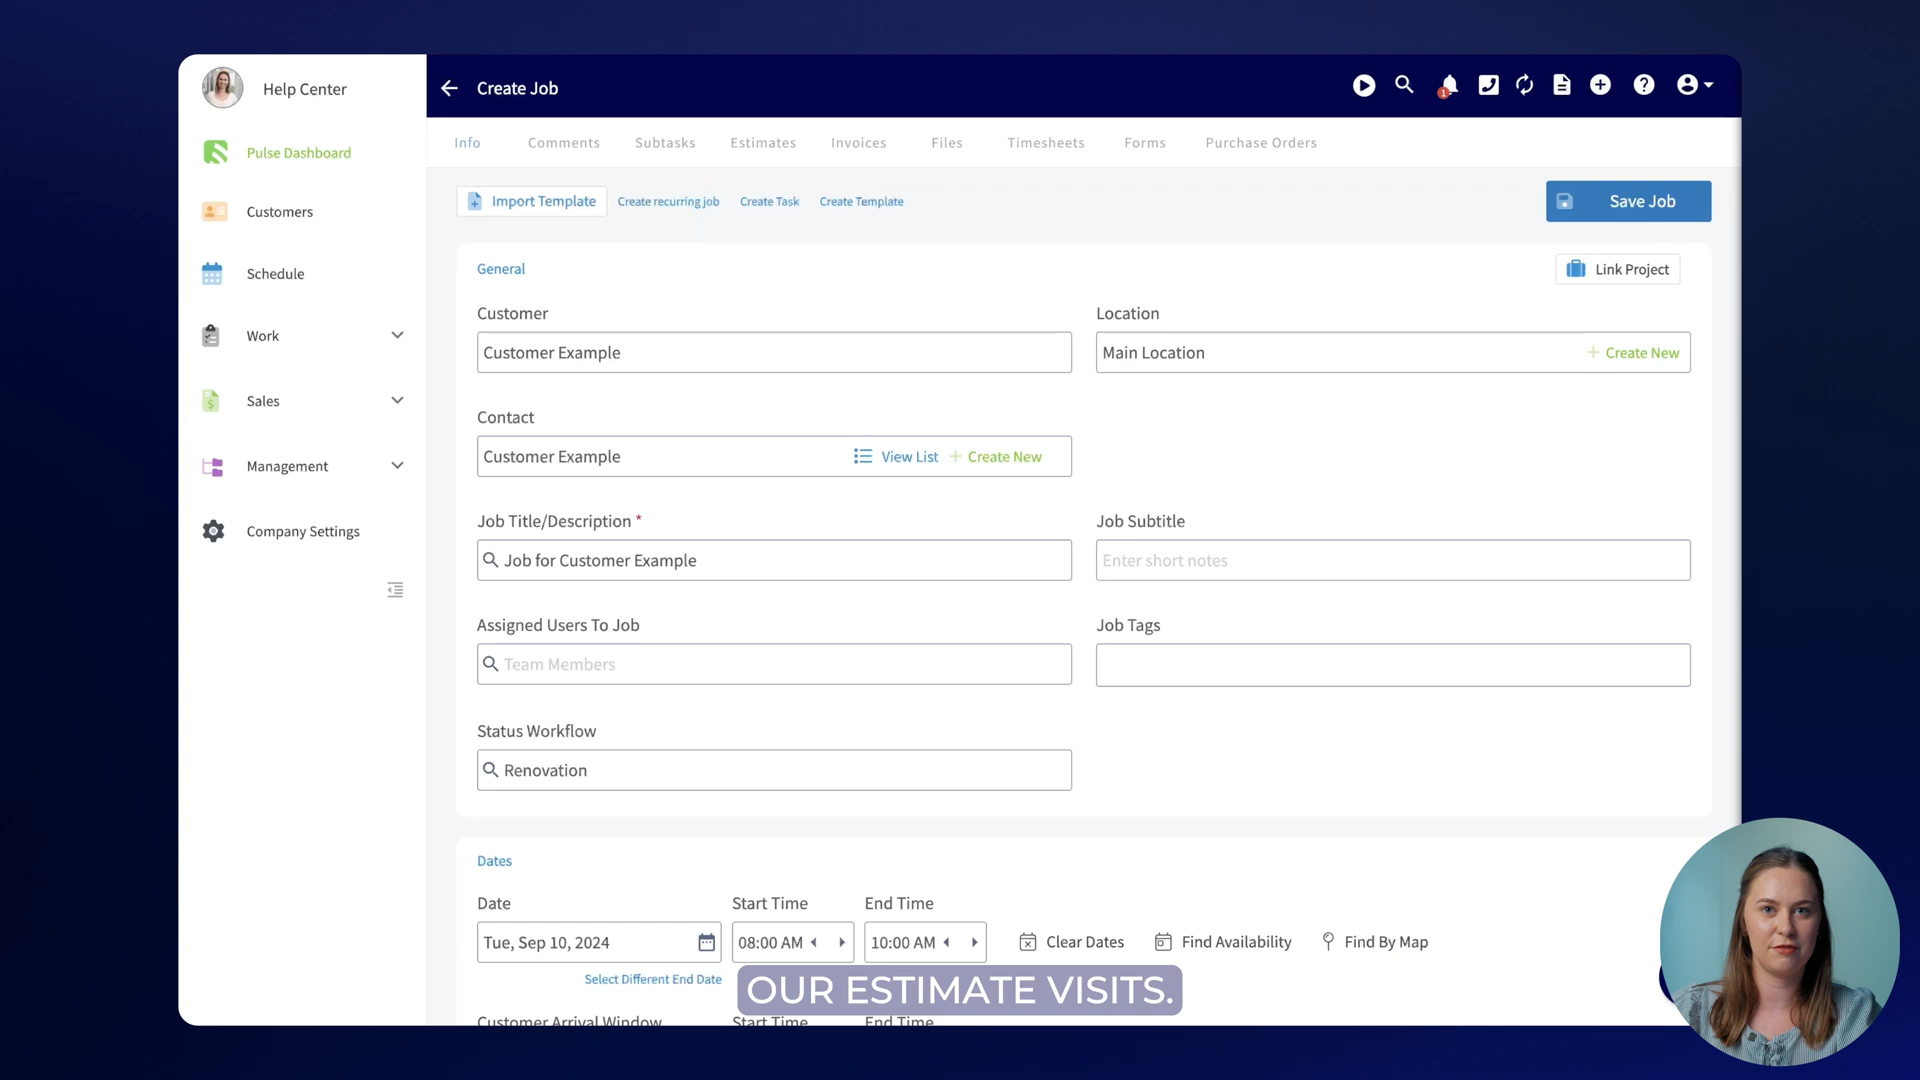 Help Center
Create Job
1
Pulse Dashboard
Customers
Schedule
Work
Sales
Management
Company Settings
Info Comments Subtasks Estimates Invoices Files Timesheets Forms Purchase Orders
Import Template Create recurring job Create Task Create Template Save Job
General Link Project
Customer Location
Customer Example Main Location + Create New
Contact
Customer Example View List + Create New
Job Title/Description * Job Subtitle
Job for Customer Example Enter short notes
Assigned Users To Job Job Tags
Team Members
Status Workflow
Renovation
Dates
Date Start Time End Time
Tue, Sep 10, 2024 08:00 AM 10:00 AM Clear Dates Find Availability Find By Map
Select Different End Date
OUR ESTIMATE VISITS.
Customer Arrival Window Start Time End Time